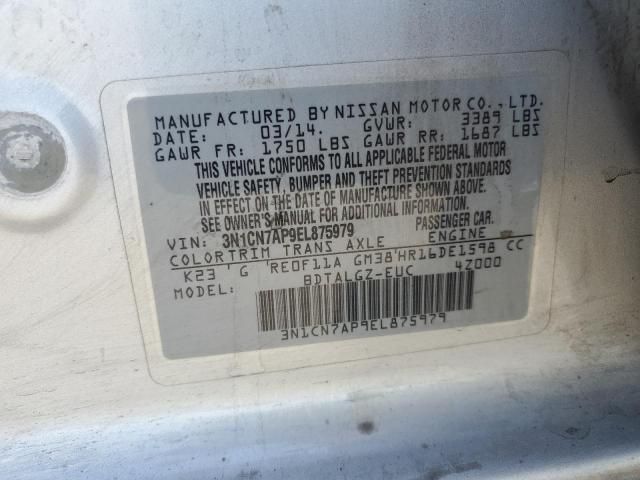 MANUFACTURED BY NISSAN MOTOR CO., LTD.
DATE: 03/14. GVWR: 3389 LBS
GAWR FR: 1750 LBS GAWR RR: 1687 LBS
THIS VEHICLE CONFORMS TO ALL APPLICABLE FEDERAL MOTOR
VEHICLE SAFETY, BUMPER AND THEFT PREVENTION STANDARDS
IN EFFECT ON THE DATE OF MANUFACTURE SHOWN ABOVE.
SEE OWNER'S MANUAL FOR ADDITIONAL INFORMATION.
VIN: 3N1CN7AP9EL875979 PASSENGER CAR.
COLOR TRIM TRANS AXLE ENGINE
K23 G RE0F11A GM38 HR16DE1598 CC
MODEL: BDTALGZ-EUC 4Z000
3N1CN7AP9EL875979